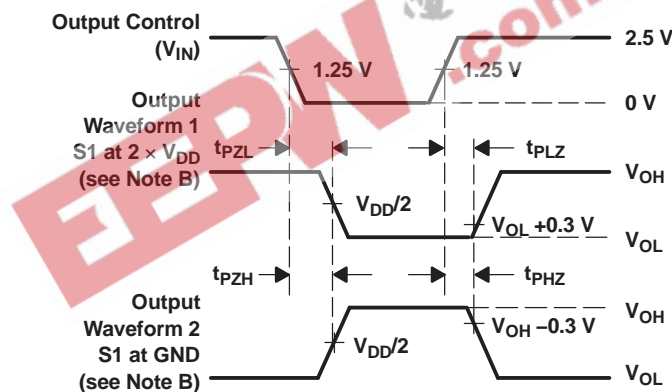 Output Control
(VIN)
2.5 V
1.25 V
1.25 V
0 V
Output
Waveform 1
S1 at 2 × VDD
(see Note B)
tPZL
tPLZ
VOH
VDD/2
VOL +0.3 V
VOL
tPZH
tPHZ
Output
Waveform 2
S1 at GND
(see Note B)
VOH
VOH −0.3 V
VDD/2
VOL
EEPW.com